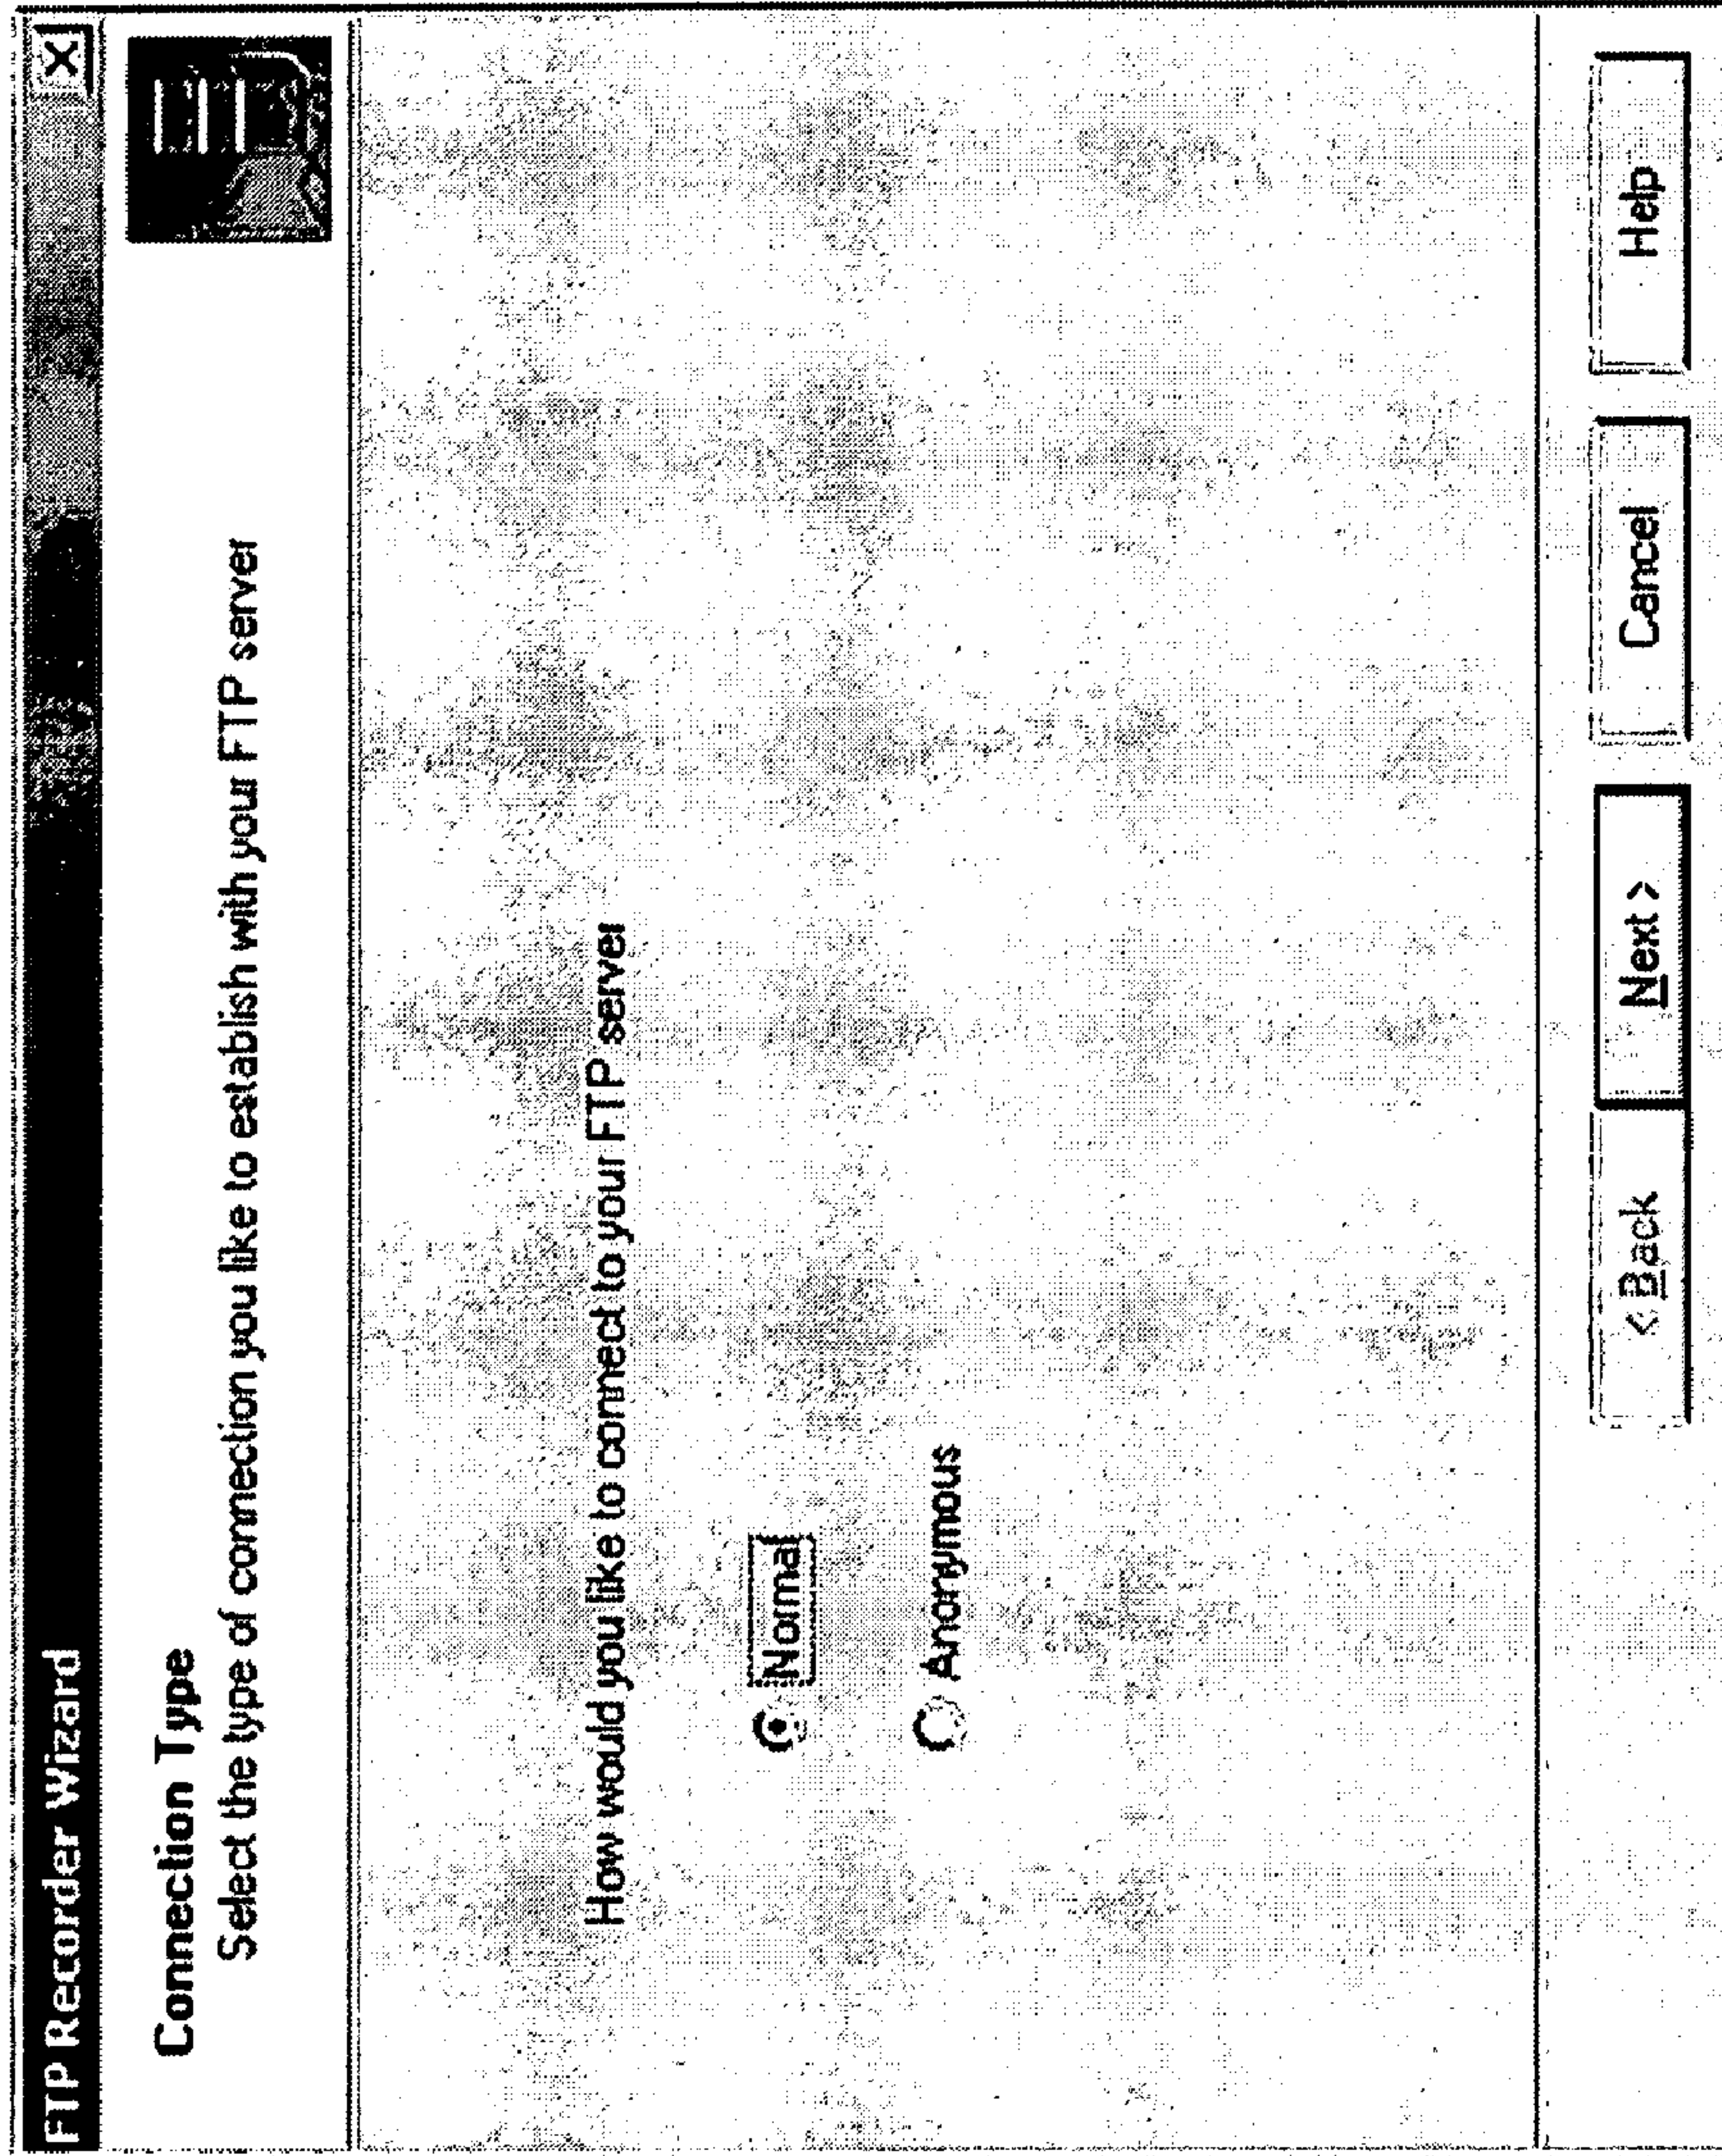 FTP Recorder Wizard
Connection Type
Select the type of connection you like to establish with your FTP server
How would you like to connect to your FTP server
Normal
Anonymous
< Back
Next >
Cancel
Help